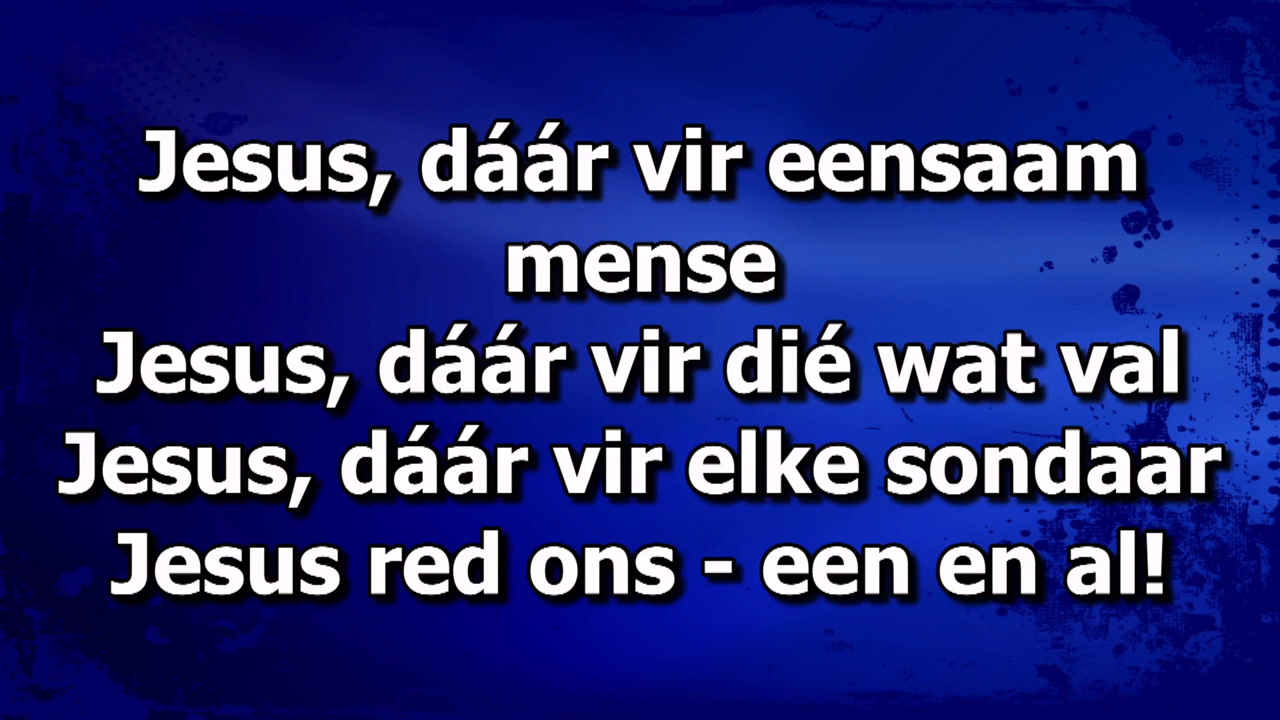 Jesus, dáár vir eensaam
mense
Jesus, dáár vir dié wat val
Jesus, dáár vir elke sondaar
Jesus red ons - een en al!